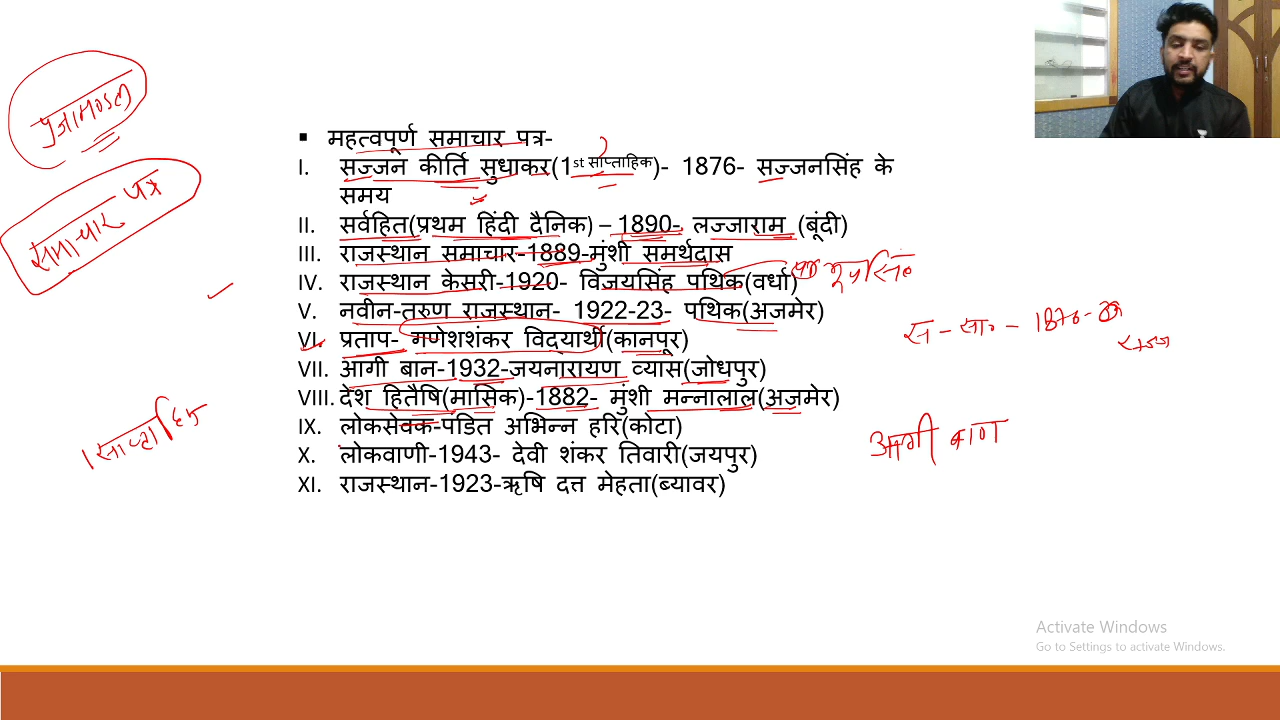 प्रजामण्डल
समाचार पत्र
▪ महत्वपूर्ण समाचार पत्र-
I. सज्जन कीर्ति सुधाकर(1st साप्ताहिक)- 1876- सज्जनसिंह के
समय
II. सर्वहित(प्रथम हिंदी दैनिक) – 1890- लज्जाराम (बूंदी)
III. राजस्थान समाचार-1889-मुंशी समर्थदास
IV. राजस्थान केसरी-1920- विजयसिंह पथिक(वर्धा)
V. नवीन-तरुण राजस्थान- 1922-23- पथिक(अजमेर)
VI. प्रताप- गणेशशंकर विद्यार्थी(कानपूर)
VII. आगी बान-1932-जयनारायण व्यास(जोधपुर)
VIII. देश हितैषि(मासिक)-1882- मुंशी मन्नालाल(अजमेर)
IX. लोकसेवक-पंडित अभिन्न हरि(कोटा)
X. लोकवाणी-1943- देवी शंकर तिवारी(जयपुर)
XI. राजस्थान-1923-ऋषि दत्त मेहता(ब्यावर)
भूपसिंह
साप्ताहिक
आगी बाण
Activate Windows
Go to Settings to activate Windows.